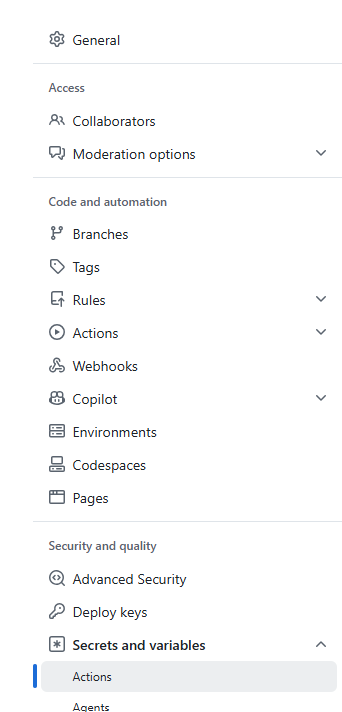 General
Access
Collaborators
Moderation options
Code and automation
Branches
Tags
Rules
Actions
Webhooks
Copilot
Environments
Codespaces
Pages
Security and quality
Advanced Security
Deploy keys
Secrets and variables
Actions
Agents